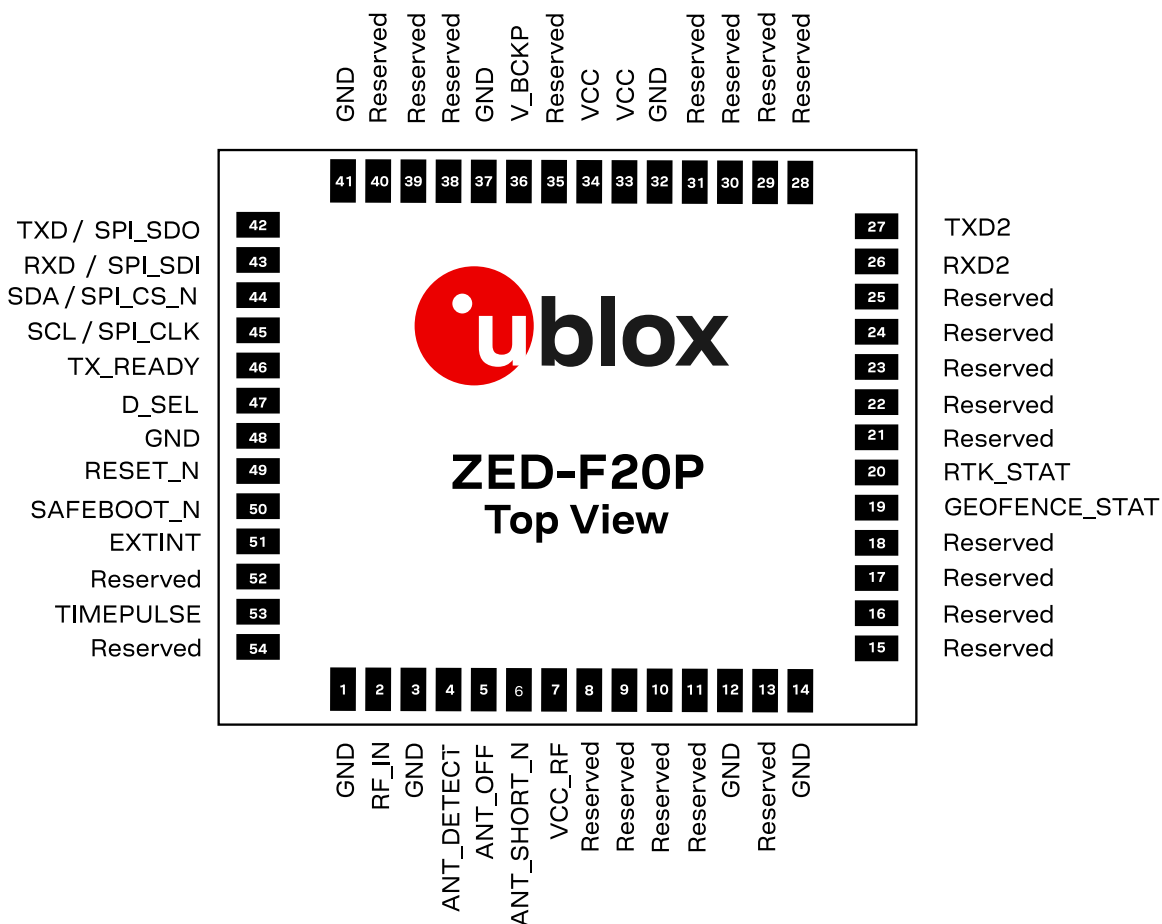 GND
Reserved
Reserved
Reserved
GND
V_BCKP
Reserved
VCC
VCC
GND
Reserved
Reserved
Reserved
Reserved
41 40 39 38 37 36 35 34 33 32 31 30 29 28
TXD / SPI_SDO 42 27 TXD2
RXD / SPI_SDI 43 26 RXD2
SDA / SPI_CS_N 44 25 Reserved
SCL / SPI_CLK 45 24 Reserved
TX_READY 46 23 Reserved
D_SEL 47 22 Reserved
GND 48 21 Reserved
RESET_N 49 20 RTK_STAT
SAFEBOOT_N 50 19 GEOFENCE_STAT
EXTINT 51 18 Reserved
Reserved 52 17 Reserved
TIMEPULSE 53 16 Reserved
Reserved 54 15 Reserved
ublox
ZED-F20P
Top View
1 2 3 4 5 6 7 8 9 10 11 12 13 14
GND
RF_IN
GND
ANT_DETECT
ANT_OFF
ANT_SHORT_N
VCC_RF
Reserved
Reserved
Reserved
Reserved
GND
Reserved
GND